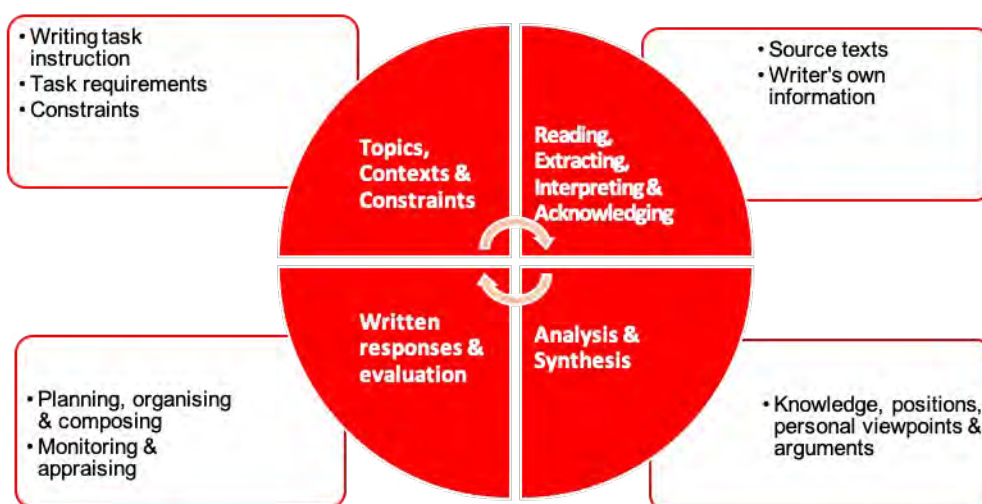 • Writing task
instruction
• Task requirements
• Constraints
Topics,
Contexts &
Constraints
Reading,
Extracting,
Interpreting &
Acknowledging
• Source texts
• Writer's own
information
Written
responses &
evaluation
Analysis &
Synthesis
• Planning, organising
& composing
• Monitoring &
appraising
• Knowledge, positions,
personal viewpoints &
arguments